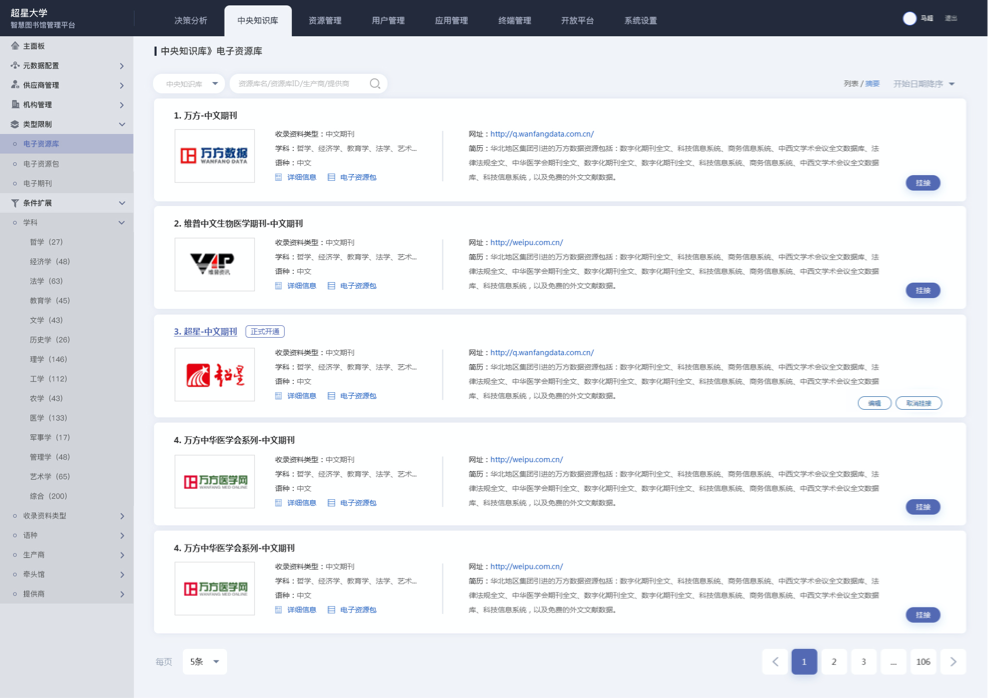 超星大学
智慧图书馆管理平台
决策分析
中央知识库
资源管理
用户管理
应用管理
终端管理
开放平台
系统设置
马超
退出
主面板
元数据配置
供应商管理
机构管理
类型限制
电子资源库
电子资源包
电子期刊
条件扩展
学科
哲学（27）
经济学（48）
法学（63）
教育学（45）
文学（43）
历史学（26）
理学（146）
工学（112）
农学（43）
医学（133）
军事学（17）
管理学（48）
艺术学（65）
综合（200）
收录资料类型
语种
生产商
牵头馆
提供商
中央知识库》电子资源库
中央知识库
资源库名/资源库ID/生产商/提供商
列表 / 摘要
开始日期降序
1. 万方-中文期刊
万方数据
WANFANG DATA
收录资料类型：中文期刊
学科：哲学、经济学、教育学、法学、艺术...
语种：中文
详细信息 电子资源包
网址：http://q.wanfangdata.com.cn/
简历：华北地区集团引进的万方数据资源包括：数字化期刊全文、科技信息系统、商务信息系统、中西文学术会议全文数据库、法
律法规全文、中华医学会期刊全文、数字化期刊全文、数字化期刊全文、科技信息系统、商务信息系统、中西文学术会议全文数据
库、科技信息系统，以及免费的外文文献数据。
挂接
2. 维普中文生物医学期刊-中文期刊
VIP
维普资讯
收录资料类型：中文期刊
学科：哲学、经济学、教育学、法学、艺术...
语种：中文
详细信息 电子资源包
网址：http://weipu.com.cn/
简历：华北地区集团引进的万方数据资源包括：数字化期刊全文、科技信息系统、商务信息系统、中西文学术会议全文数据库、法
律法规全文、中华医学会期刊全文、数字化期刊全文、数字化期刊全文、科技信息系统、商务信息系统、中西文学术会议全文数据
库、科技信息系统，以及免费的外文文献数据。
挂接
3. 超星-中文期刊 正式开通
超星
收录资料类型：中文期刊
学科：哲学、经济学、教育学、法学、艺术...
语种：中文
详细信息 电子资源包
网址：http://q.wanfangdata.com.cn/
简历：华北地区集团引进的万方数据资源包括：数字化期刊全文、科技信息系统、商务信息系统、中西文学术会议全文数据库、法
律法规全文、中华医学会期刊全文、数字化期刊全文、数字化期刊全文、科技信息系统、商务信息系统、中西文学术会议全文数据
库、科技信息系统，以及免费的外文文献数据。
编辑 取消挂接
4. 万方中华医学会系列-中文期刊
万方医学网
WANFANG MED ONLINE
收录资料类型：中文期刊
学科：哲学、经济学、教育学、法学、艺术...
语种：中文
详细信息 电子资源包
网址：http://weipu.com.cn/
简历：华北地区集团引进的万方数据资源包括：数字化期刊全文、科技信息系统、商务信息系统、中西文学术会议全文数据库、法
律法规全文、中华医学会期刊全文、数字化期刊全文、数字化期刊全文、科技信息系统、商务信息系统、中西文学术会议全文数据
库、科技信息系统，以及免费的外文文献数据。
挂接
4. 万方中华医学会系列-中文期刊
万方医学网
WANFANG MED ONLINE
收录资料类型：中文期刊
学科：哲学、经济学、教育学、法学、艺术...
语种：中文
详细信息 电子资源包
网址：http://weipu.com.cn/
简历：华北地区集团引进的万方数据资源包括：数字化期刊全文、科技信息系统、商务信息系统、中西文学术会议全文数据库、法
律法规全文、中华医学会期刊全文、数字化期刊全文、数字化期刊全文、科技信息系统、商务信息系统、中西文学术会议全文数据
库、科技信息系统，以及免费的外文文献数据。
挂接
每页 5条
1 2 3 ... 106